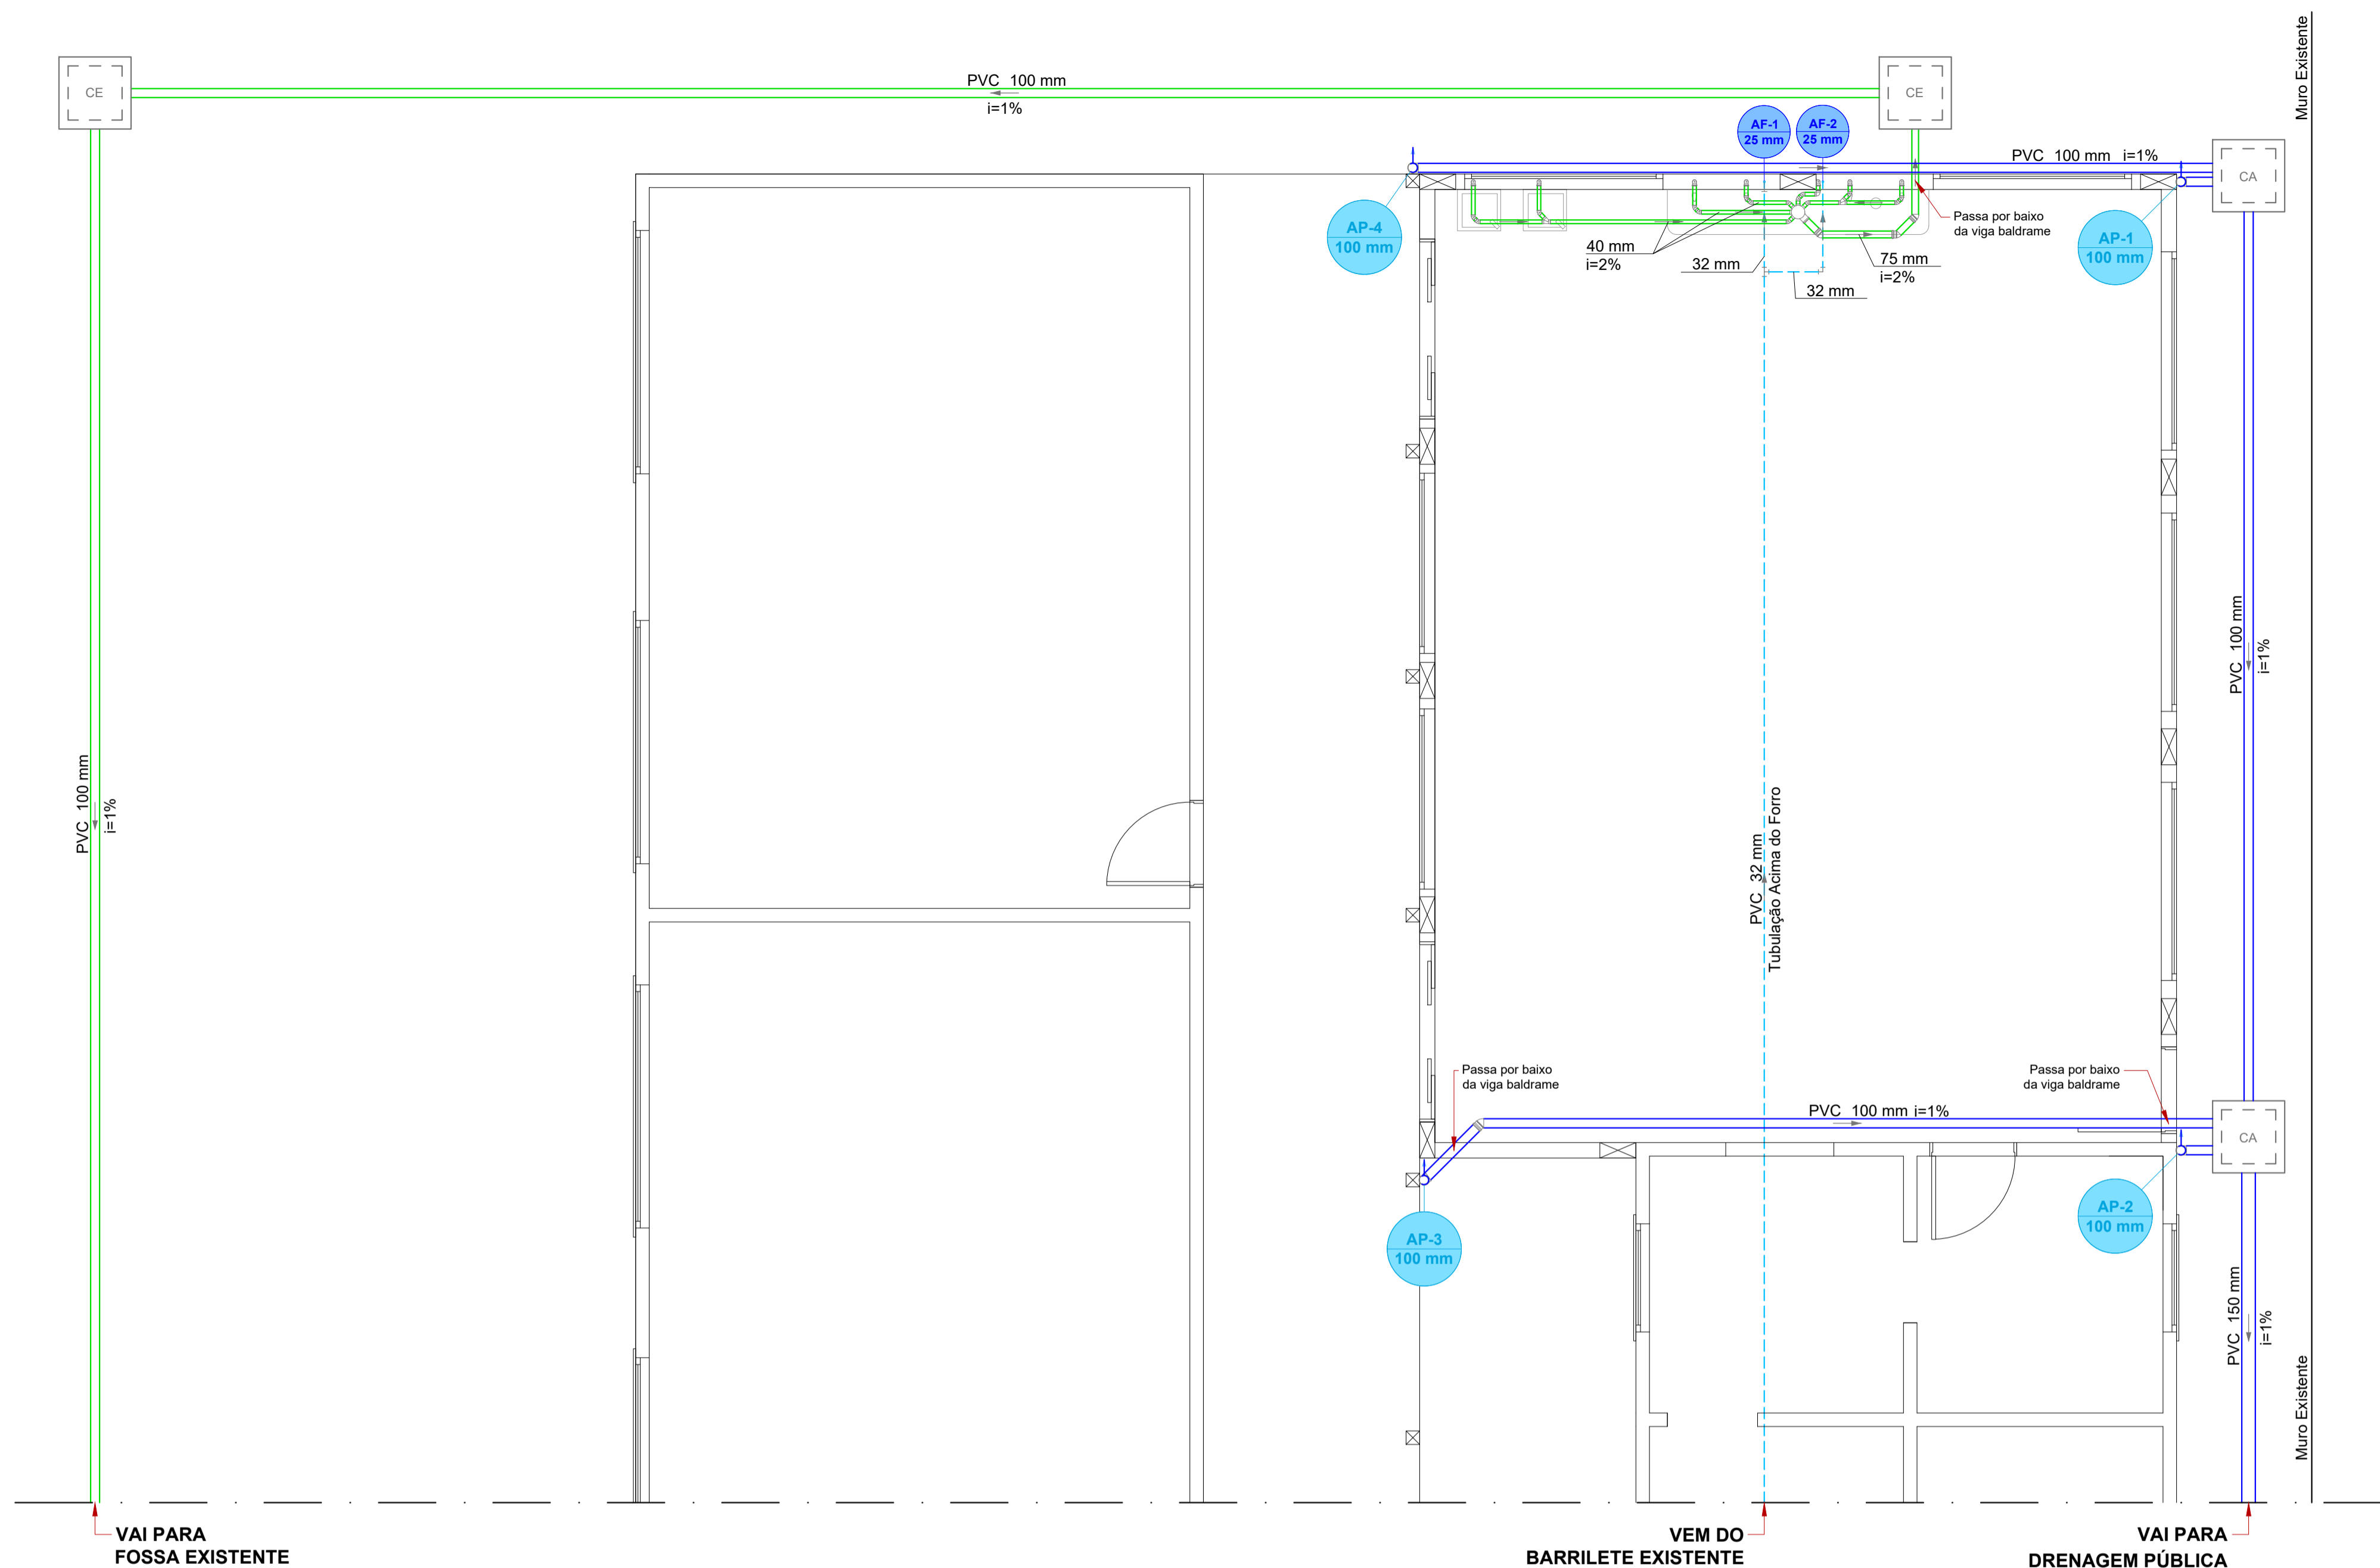 Muro Existente
PVC 100 mm
i=1%
CE
CE
AF-1
25 mm
AF-2
25 mm
PVC 100 mm i=1%
CA
AP-4
100 mm
Passa por baixo
da viga baldrame
AP-1
100 mm
40 mm
i=2%
32 mm
75 mm
i=2%
32 mm
PVC 100 mm
i=1%
PVC 100 mm
i=1%
PVC 32 mm
Tubulação Acima do Forro
Passa por baixo
da viga baldrame
Passa por baixo
da viga baldrame
PVC 100 mm i=1%
CA
AP-3
100 mm
AP-2
100 mm
PVC 150 mm
i=1%
Muro Existente
VAI PARA
FOSSA EXISTENTE
VEM DO
BARRILETE EXISTENTE
VAI PARA
DRENAGEM PÚBLICA